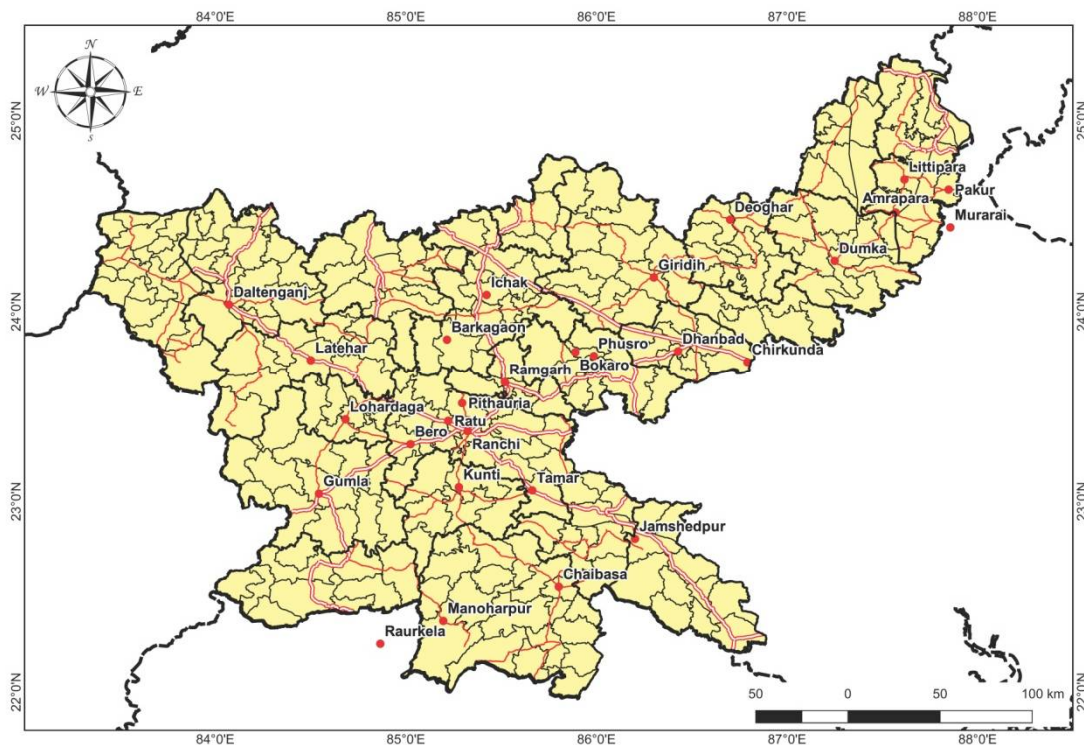 84°0'E 85°0'E 86°0'E 87°0'E 88°0'E
N
W E
S
25°0'N 25°0'N
Littipara
Pakur
Amrapara
Murarai
Deoghar
Dumka
Giridih
Ichak
Daltenganj
24°0'N 24°0'N
Barkagaon
Phusro
Dhanbad
Latehar
Bokaro
Chirkunda
Ramgarh
Pithauria
Lohardaga
Ratu
Bero
Ranchi
Gumla
Kunti
Tamar
23°0'N 23°0'N
Jamshedpur
Chaibasa
Manoharpur
Raurkela
22°0'N 22°0'N
50 0 50 100 km
84°0'E 85°0'E 86°0'E 87°0'E 88°0'E